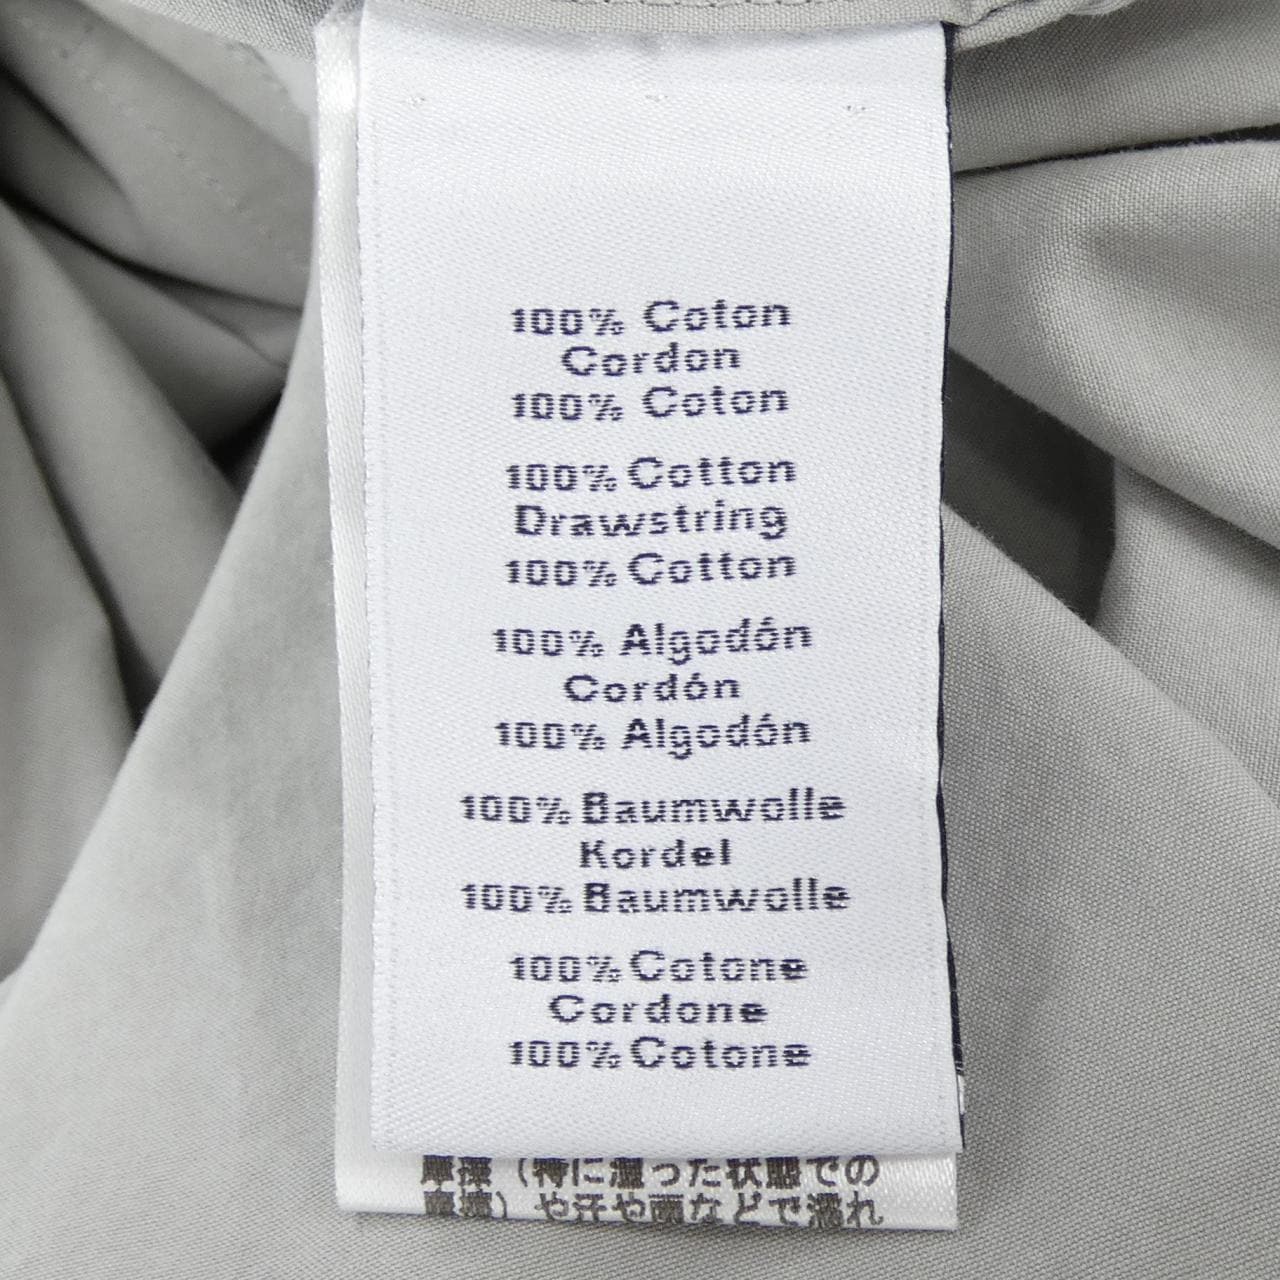 100% Coton
Cordon
100% Coton
100% Cotton
Drawstring
100% Cotton
100% Algodón
Cordón
100% Algodón
100% Baumwolle
Kordel
100% Baumwolle
100% Cotone
Cordone
100% Cotone
摩擦（特に湿った状態での
摩擦）や汗や雨などで濡れ